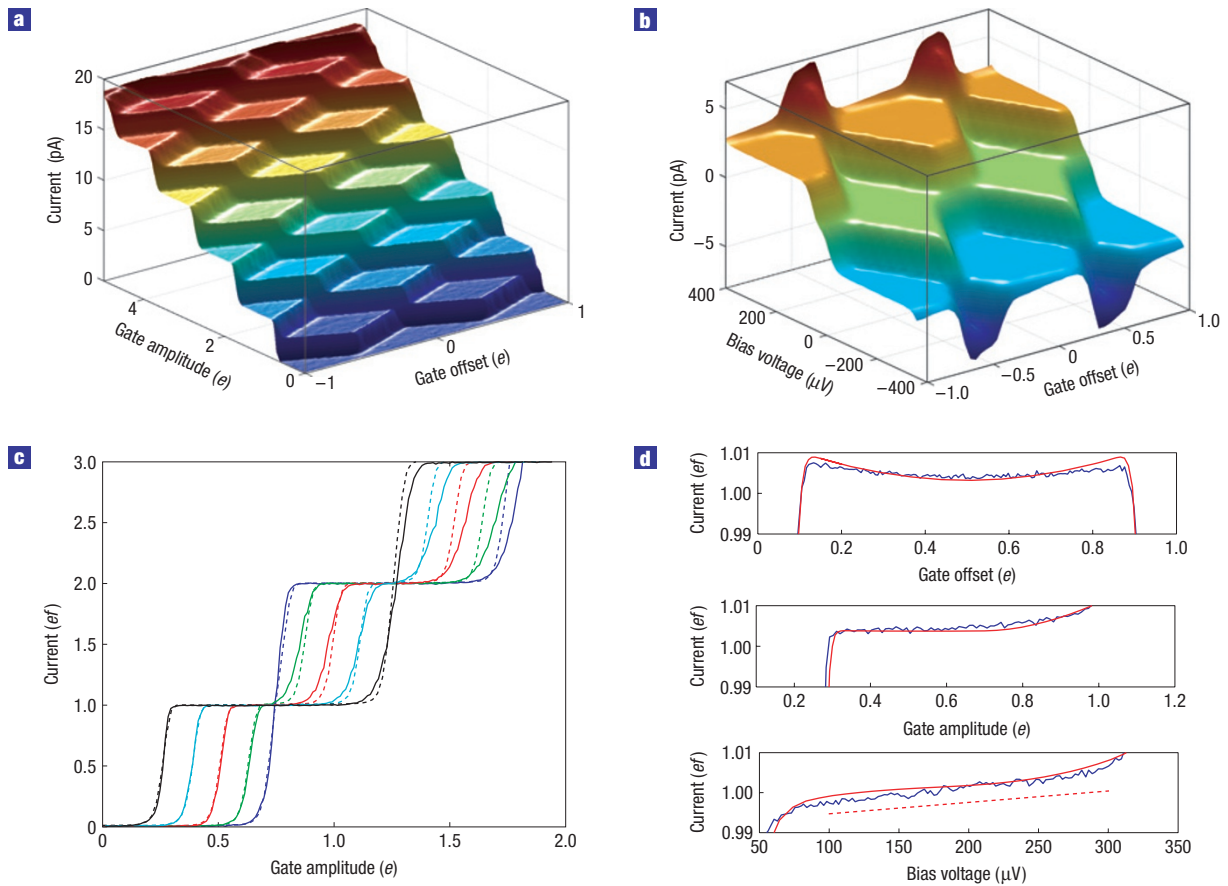 a
20
15
10
5
0
Current (pA)
4
2
0
Gate amplitude (e)
−1
0
1
Gate offset (e)
b
5
0
−5
Current (pA)
400
200
0
−200
−400
Bias voltage (μV)
−1.0
−0.5
0
0.5
1.0
Gate offset (e)
c
3.0
2.5
2.0
1.5
1.0
0.5
0
Current (ef)
0 0.5 1.0 1.5 2.0
Gate amplitude (e)
d
1.01
1.00
0.99
Current (ef)
0 0.2 0.4 0.6 0.8 1.0
Gate offset (e)
1.01
1.00
0.99
Current (ef)
0.2 0.4 0.6 0.8 1.0 1.2
Gate amplitude (e)
1.01
1.00
0.99
Current (ef)
50 100 150 200 250 300 350
Bias voltage (μV)